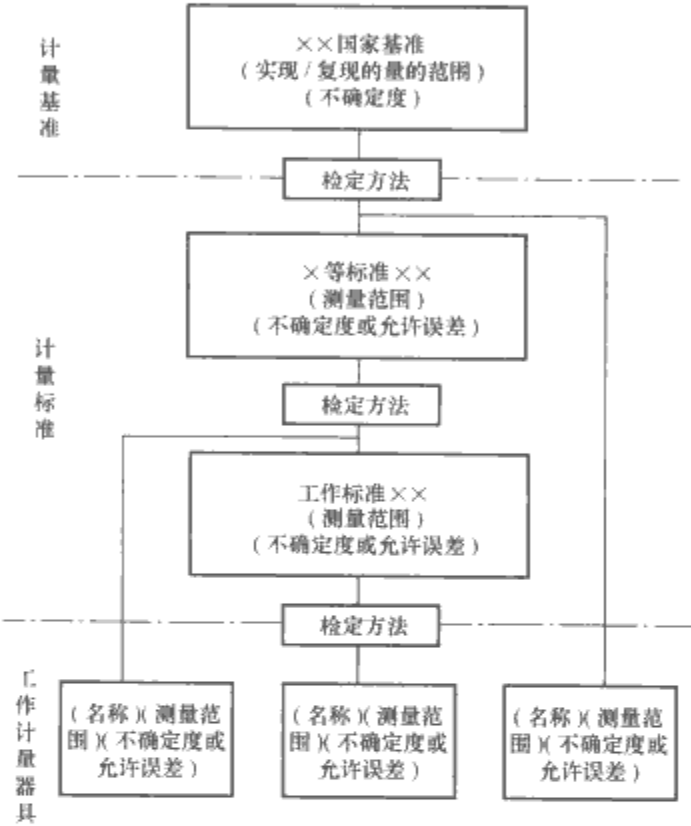 计量基准
××国家基准
(实现/复现的量的范围)
(不确定度)
检定方法
计量标准
×等标准××
(测量范围)
(不确定度或允许误差)
检定方法
工作标准××
(测量范围)
(不确定度或允许误差)
检定方法
工作计量器具
(名称)(测量范
围)(不确定度或
允许误差)
(名称)(测量范
围)(不确定度或
允许误差)
(名称)(测量范
围)(不确定度或
允许误差)